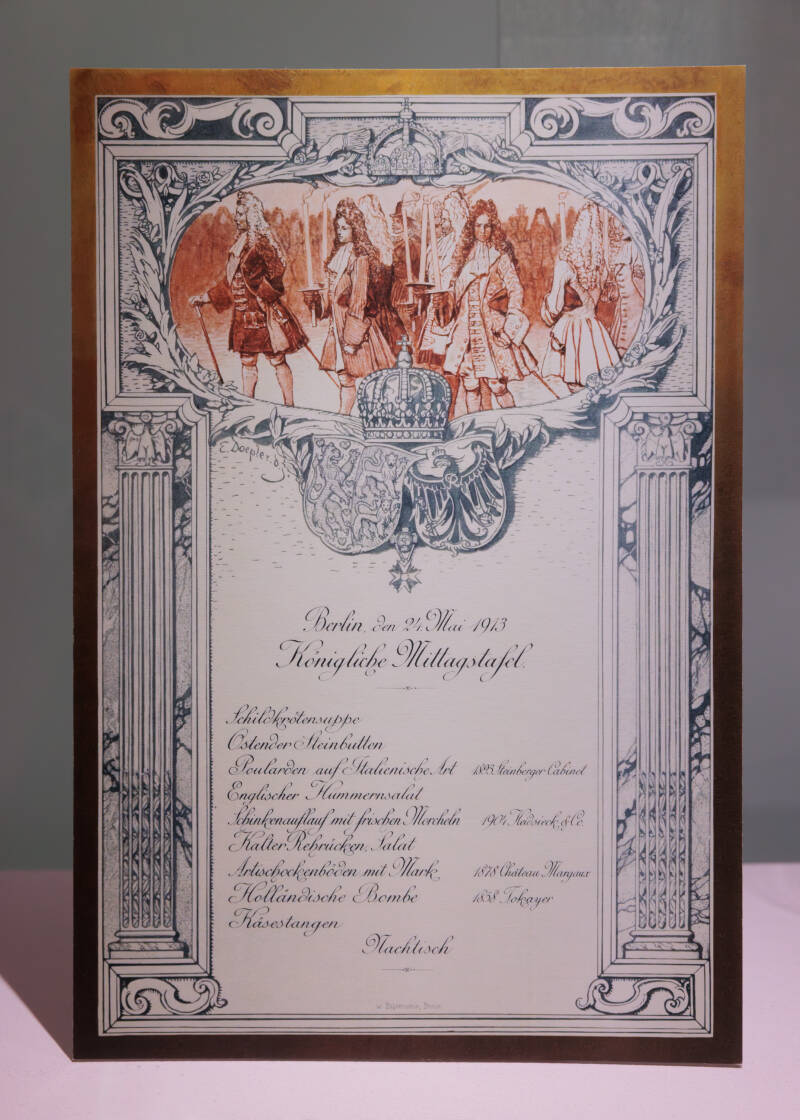 E. Doepler d. J.
Berlin, den 24. Mai 1913
Königliche Mittagstafel.
Schildkrötensuppe
Ostender Steinbutten
Poularden auf Italienische Art 1893 Steinberger Cabinet
Englischer Hummernsalat
Schinkenauflauf mit frischen Morcheln 1904 Heidsieck & Co.
Kalter Rehrücken, Salat
Artischockenböden mit Mark 1878 Château Margaux
Holländische Bombe 1858 Tokayer
Käsestangen
Nachtisch